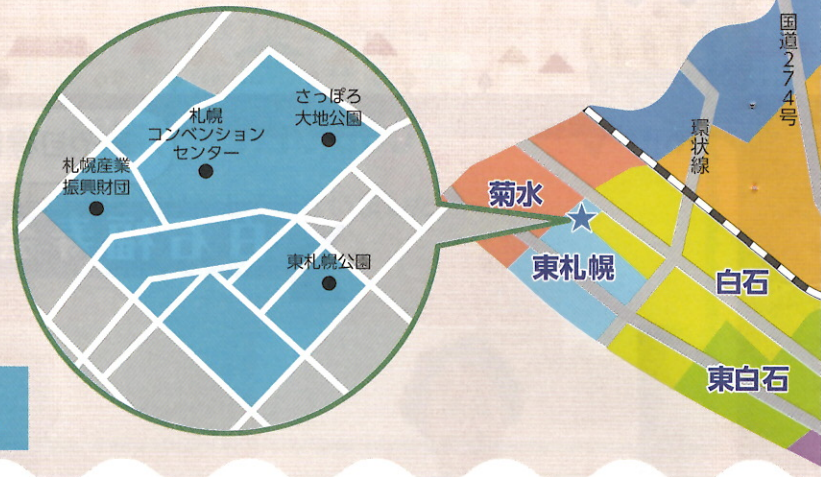 さっぽろ
大地公園
札幌
コンベンション
センター
札幌産業
振興財団
東札幌公園
国道274号
環状線
菊水
東札幌
白石
東白石